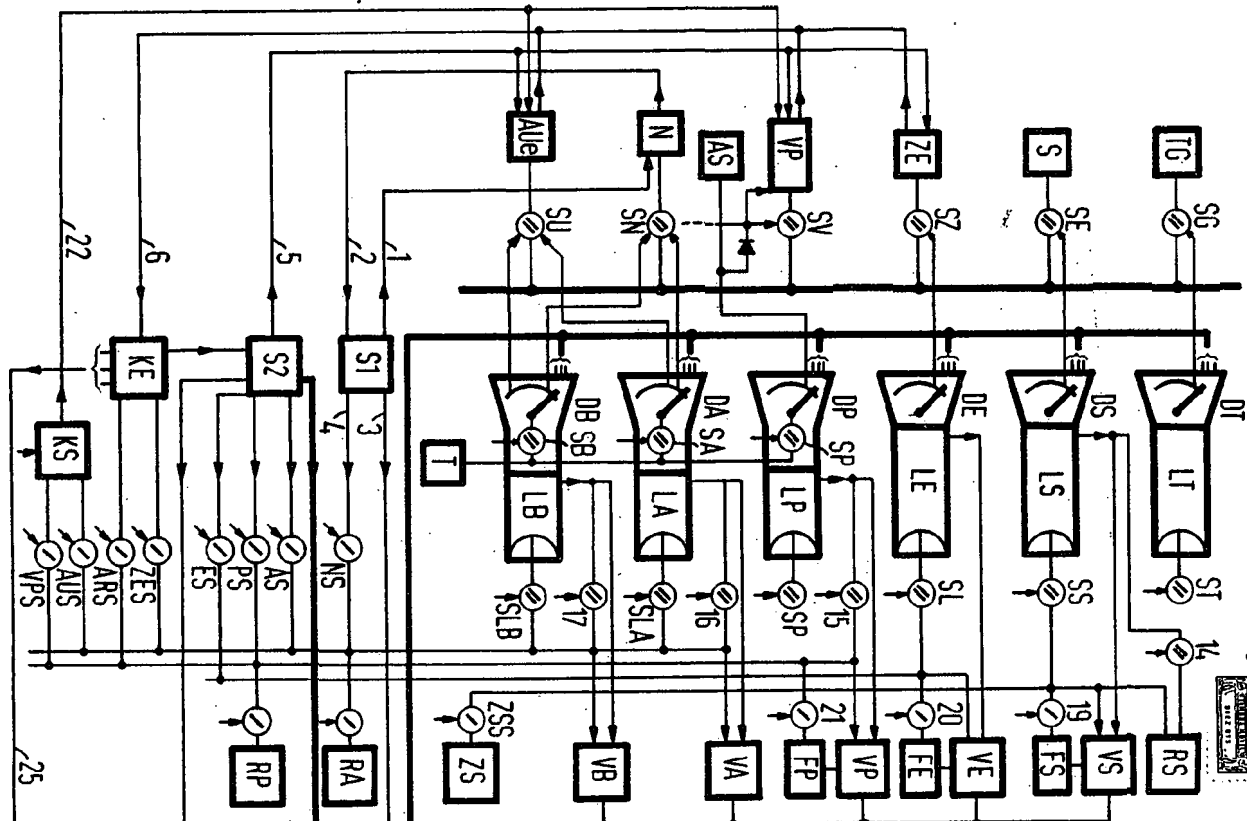 AUe
N
AS
VP
ZE
S
TG
SU
SN
SV
SZ
SE
SG
22
6
5
2
1
KE
S2
S1
4
3
KS
DB
SB
DA
SA
DP
SP
DE
DS
DT
T
LB
LA
LP
LE
LS
LT
VPS
AUS
ARS
ZES
ES
PS
AS
NS
SLB
17
SLA
16
SP
15
SL
SS
ST
14
ZSS
21
20
19
25
RP
RA
ZS
VB
VA
FP
VP
FE
VE
FS
VS
RS